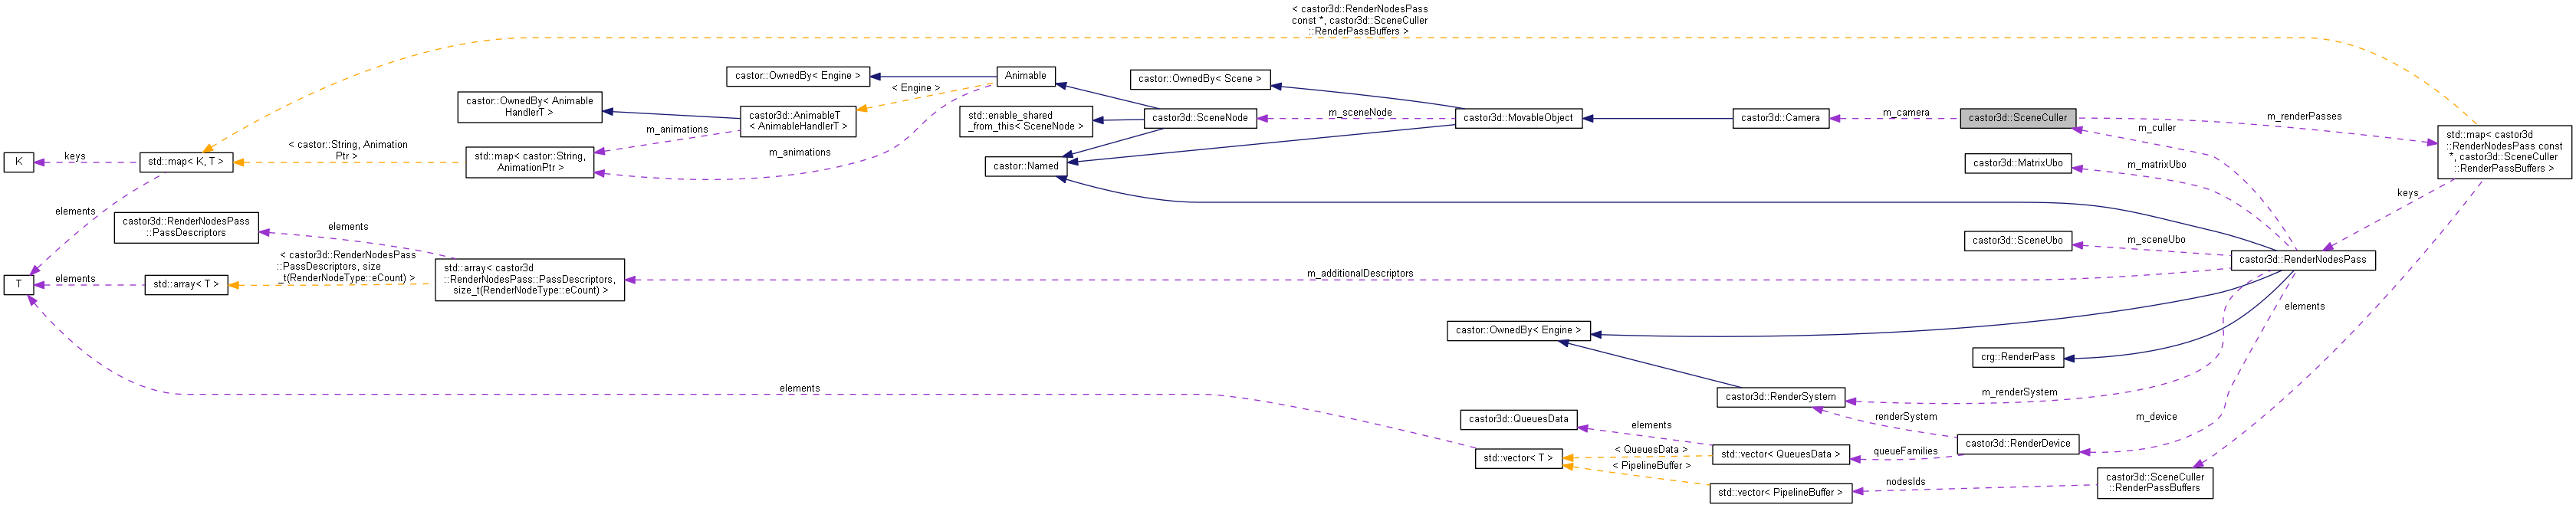 < castor3d::RenderNodesPass
const *, castor3d::SceneCuller
::RenderPassBuffers >
castor::OwnedBy< Engine >
Animable
castor::OwnedBy< Scene >
< Engine >
castor::OwnedBy< Animable
HandlerT >
castor3d::AnimableT
< AnimableHandlerT >
std::enable_shared
_from_this< SceneNode >
castor3d::SceneNode
m_sceneNode
castor3d::MovableObject
castor3d::Camera
m_camera
castor3d::SceneCuller
m_renderPasses
m_culler
std::map< castor3d
::RenderNodesPass const
*, castor3d::SceneCuller
::RenderPassBuffers >
m_animations
K
keys
std::map< K, T >
< castor::String, Animation
Ptr >
std::map< castor::String,
AnimationPtr >
m_animations
castor::Named
castor3d::MatrixUbo
m_matrixUbo
keys
elements
castor3d::RenderNodesPass
::PassDescriptors
elements
castor3d::SceneUbo
m_sceneUbo
castor3d::RenderNodesPass
T
elements
std::array< T >
< castor3d::RenderNodesPass
::PassDescriptors, size
_t(RenderNodeType::eCount) >
std::array< castor3d
::RenderNodesPass::PassDescriptors,
size_t(RenderNodeType::eCount) >
m_additionalDescriptors
elements
castor::OwnedBy< Engine >
crg::RenderPass
elements
castor3d::RenderSystem
m_renderSystem
m_device
castor3d::QueuesData
elements
renderSystem
castor3d::RenderDevice
std::vector< T >
< QueuesData >
std::vector< QueuesData >
queueFamilies
< PipelineBuffer >
std::vector< PipelineBuffer >
nodesIds
castor3d::SceneCuller
::RenderPassBuffers